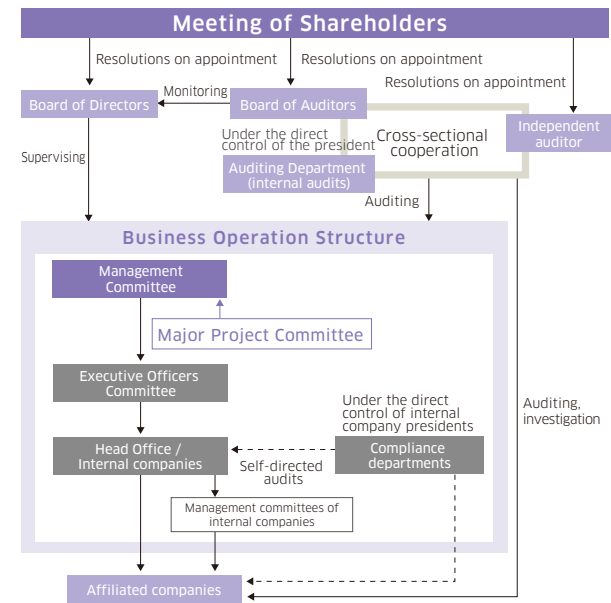 Meeting of Shareholders
Resolutions on appointment
Resolutions on appointment
Resolutions on appointment
Monitoring
Board of Directors
Board of Auditors
Independent
auditor
Under the direct
control of the president
Cross-sectional
cooperation
Supervising
Auditing Department
(internal audits)
Auditing
Business Operation Structure
Management
Committee
Major Project Committee
Executive Officers
Committee
Under the direct
control of internal
company presidents
Auditing,
investigation
Head Office /
Internal companies
Compliance
departments
Self-directed
audits
Management committees of
internal companies
Affiliated companies